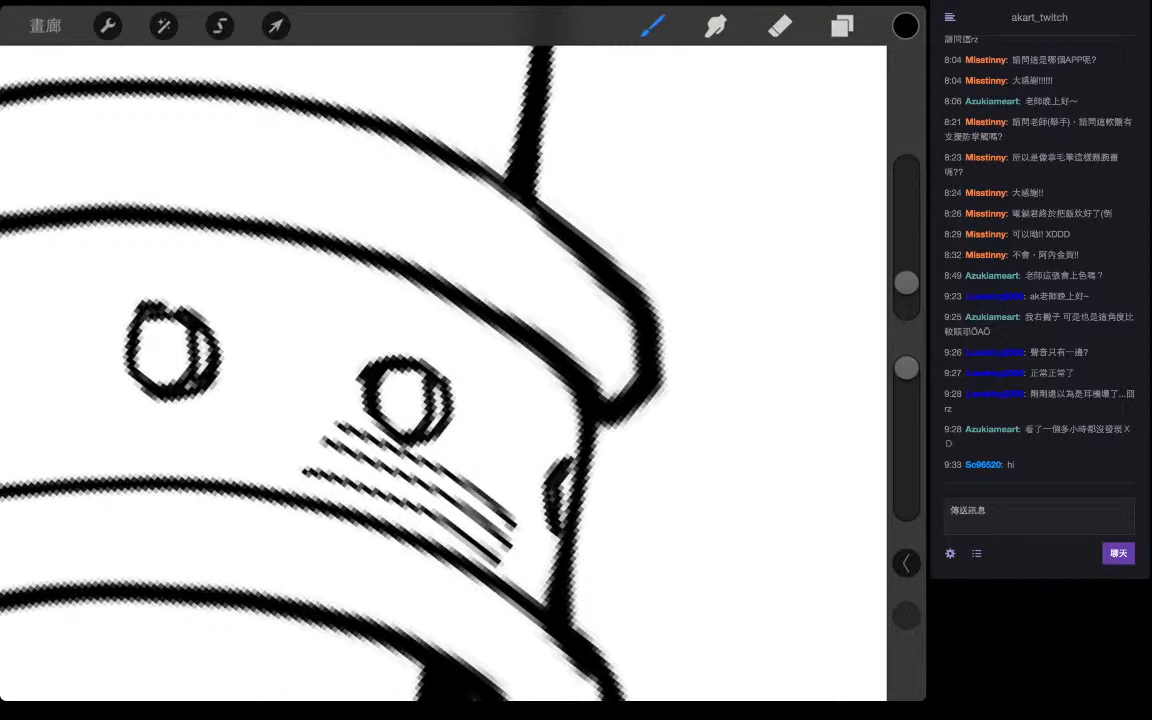 畫廊
akart_twitch
請問這rz
8:04 Misstinny: 請問這是哪個APP呢?
8:04 Misstinny: 大感謝!!!!!!
8:06 Azukiameart: 老師晚上好～
8:21 Misstinny: 請問老師(舉手)，請問這軟體有
支援防掌觸嗎?
8:23 Misstinny: 所以是像拿毛筆這樣懸腕畫
嗎??
8:24 Misstinny: 大感謝!!
8:26 Misstinny: 電鍋君終於把飯炊好了(倒
8:29 Misstinny: 可以呦!! XDDD
8:32 Misstinny: 不會，阿內金賀!!
8:49 Azukiameart: 老師這張會上色嗎？
9:23 : ak老師晚上好~
9:25 Azukiameart: 我右撇子 可是也是這角度比
較順耶ÖAÖ
9:26 : 聲音只有一邊?
9:27 : 正常正常了
9:28 : 剛剛還以為是耳機壞了...囧
rz
9:28 Azukiameart: 看了一個多小時都沒發現 X
D
9:33 Sc96520: hi
傳送訊息
聊天